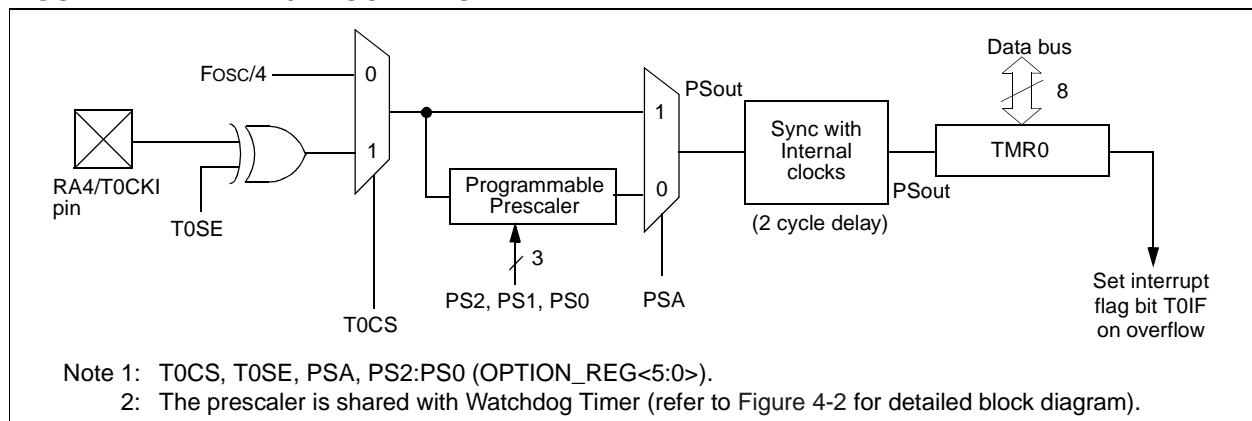 Data bus
8
FOSC/4
0
1
PSout
Sync with
Internal
clocks
TMR0
1
RA4/T0CKI
pin
T0SE
Programmable
Prescaler
0
PSout
(2 cycle delay)
3
PS2, PS1, PS0
PSA
T0CS
Set interrupt
flag bit T0IF
on overflow
Note 1: T0CS, T0SE, PSA, PS2:PS0 (OPTION_REG<5:0>).
2: The prescaler is shared with Watchdog Timer (refer to Figure 4-2 for detailed block diagram).